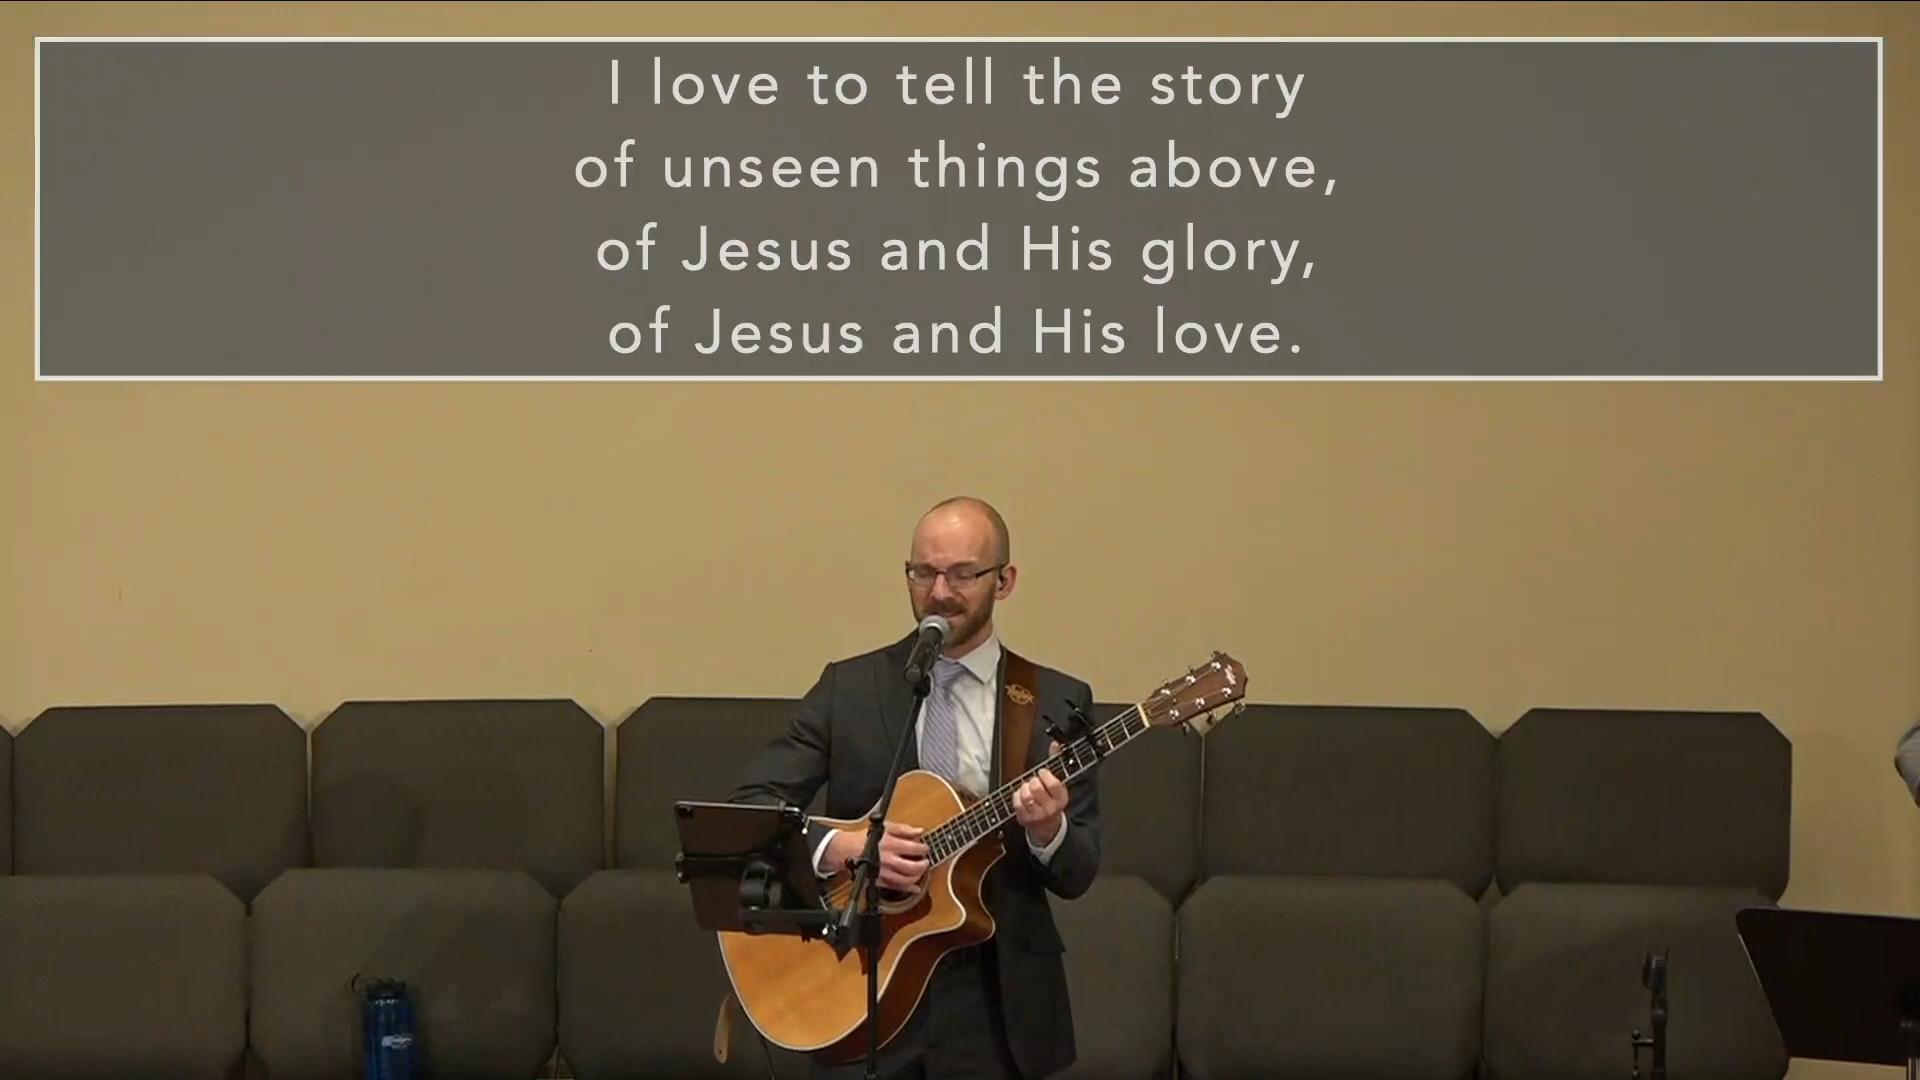 I love to tell the story
of unseen things above,
of Jesus and His glory,
of Jesus and His love.